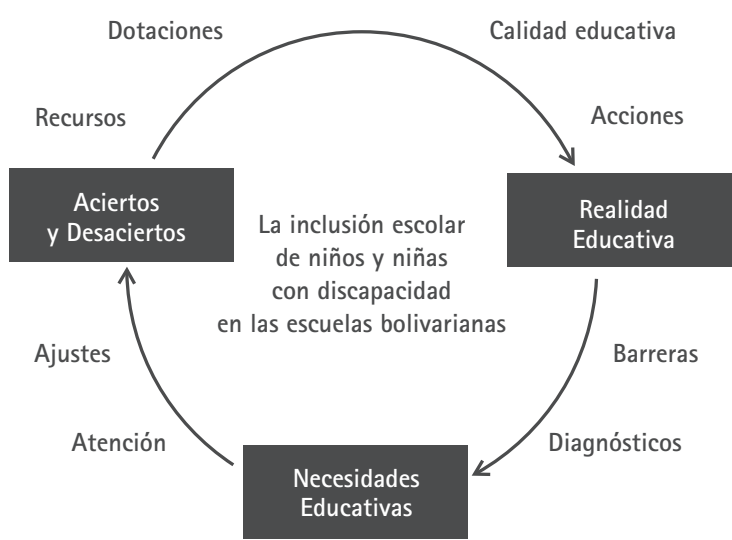 Dotaciones
Calidad educativa
Recursos
Acciones
Aciertos
y Desaciertos
Realidad
Educativa
La inclusión escolar
de niños y niñas
con discapacidad
en las escuelas bolivarianas
Ajustes
Barreras
Atención
Diagnósticos
Necesidades
Educativas